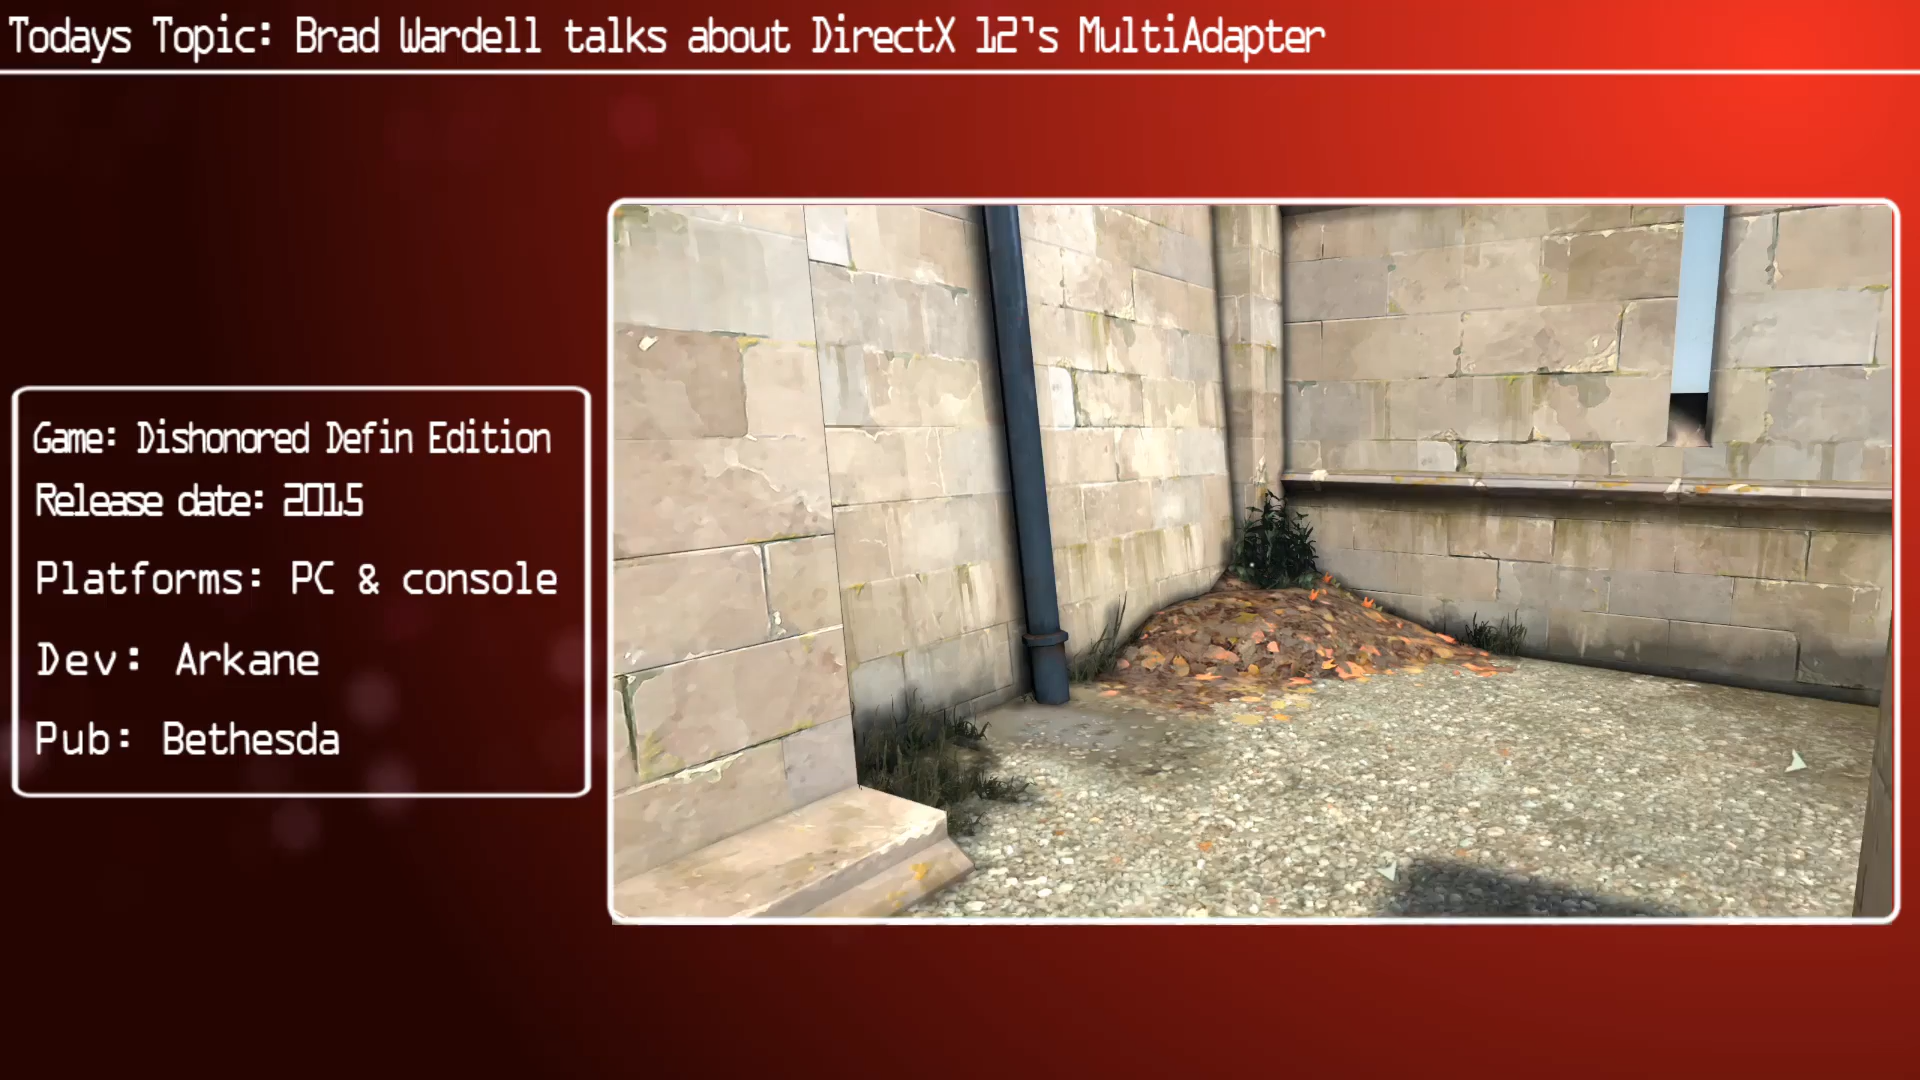 Todays Topic: Brad Wardell talks about DirectX 12's MultiAdapter
Game: Dishonored Defin Edition
Release date: 2015
Platforms: PC & console
Dev: Arkane
Pub: Bethesda